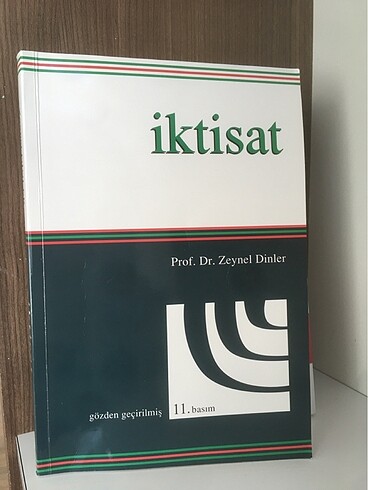 iktisat
Prof. Dr. Zeynel Dinler
gözden geçirilmiş 11. basım